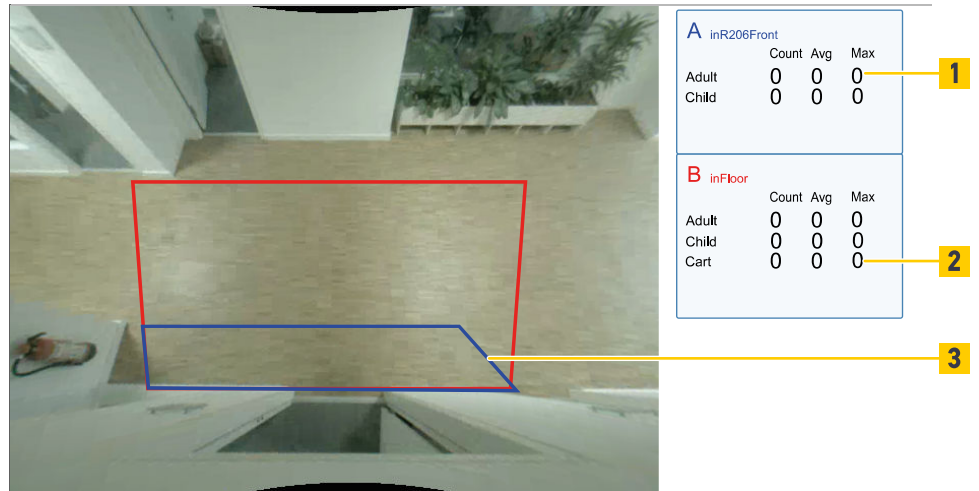 A inR206Front
Count Avg Max
Adult 0 0 0
Child 0 0 0
1
B inFloor
Count Avg Max
Adult 0 0 0
Child 0 0 0
Cart 0 0 0
2
3